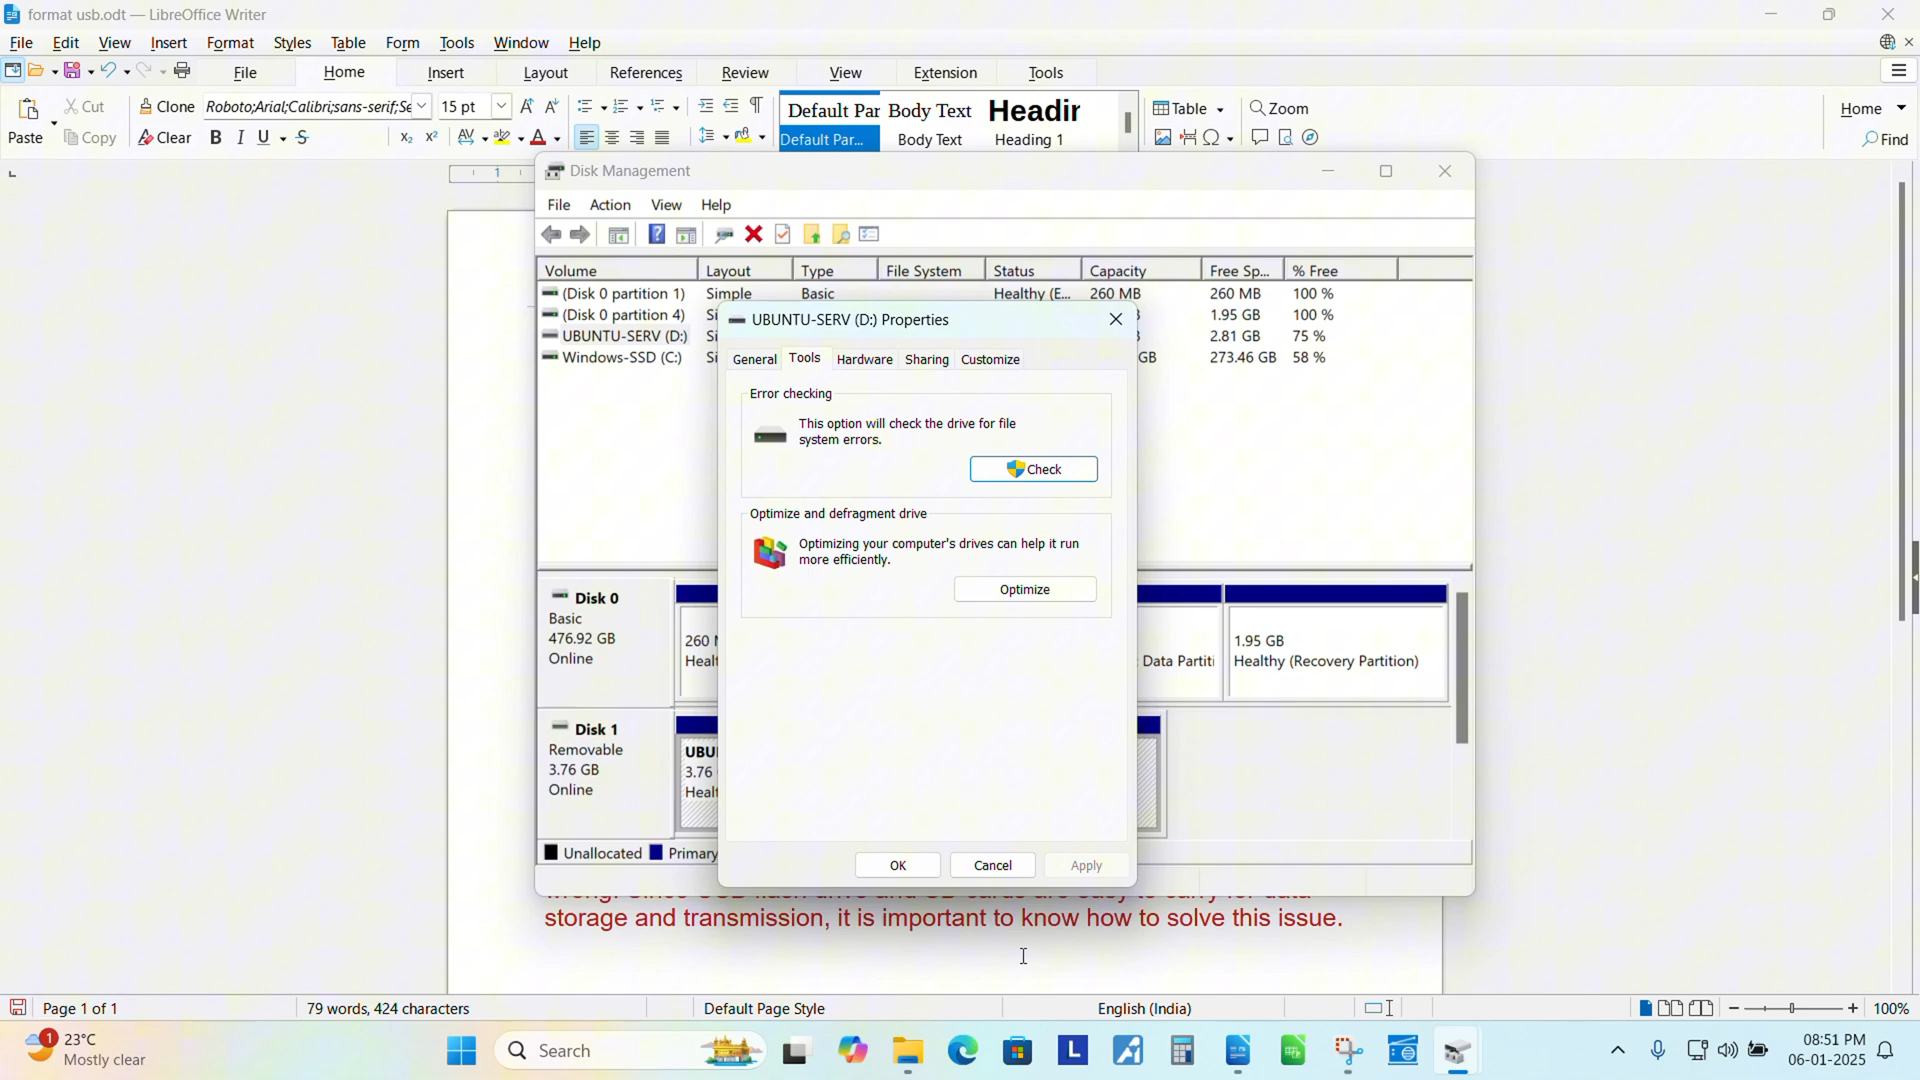 format usb.odt — LibreOffice Writer
File Edit View Insert Format Styles Table Form Tools Window Help
File Home Insert Layout References Review View Extension Tools
Paste Cut Copy Clone Clear
Roboto;Arial;Calibri;sans-serif;Se 15 pt
Default Par Body Text Headir
Default Par... Body Text Heading 1
Table Zoom
Home
Find
1
Disk Management
File Action View Help
Volume Layout Type File System Status Capacity Free Sp... % Free
(Disk 0 partition 1) Simple Basic Healthy (E... 260 MB 260 MB 100 %
(Disk 0 partition 4) 1.95 GB 100 %
UBUNTU-SERV (D:) 2.81 GB 75 %
Windows-SSD (C:) GB 273.46 GB 58 %
UBUNTU-SERV (D:) Properties
General Tools Hardware Sharing Customize
Error checking
This option will check the drive for file
system errors.
Check
Optimize and defragment drive
Optimizing your computer's drives can help it run
more efficiently.
Optimize
OK Cancel Apply
Disk 0
Basic
476.92 GB
Online
260
Data Partiti
1.95 GB
Healthy (Recovery Partition)
Disk 1
Removable
3.76 GB
Online
UBU
3.76
Heal
Unallocated Primary
storage and transmission, it is important to know how to solve this issue.
Page 1 of 1 79 words, 424 characters Default Page Style English (India) 100%
1 23°C
Mostly clear
Search
L
08:51 PM
06-01-2025